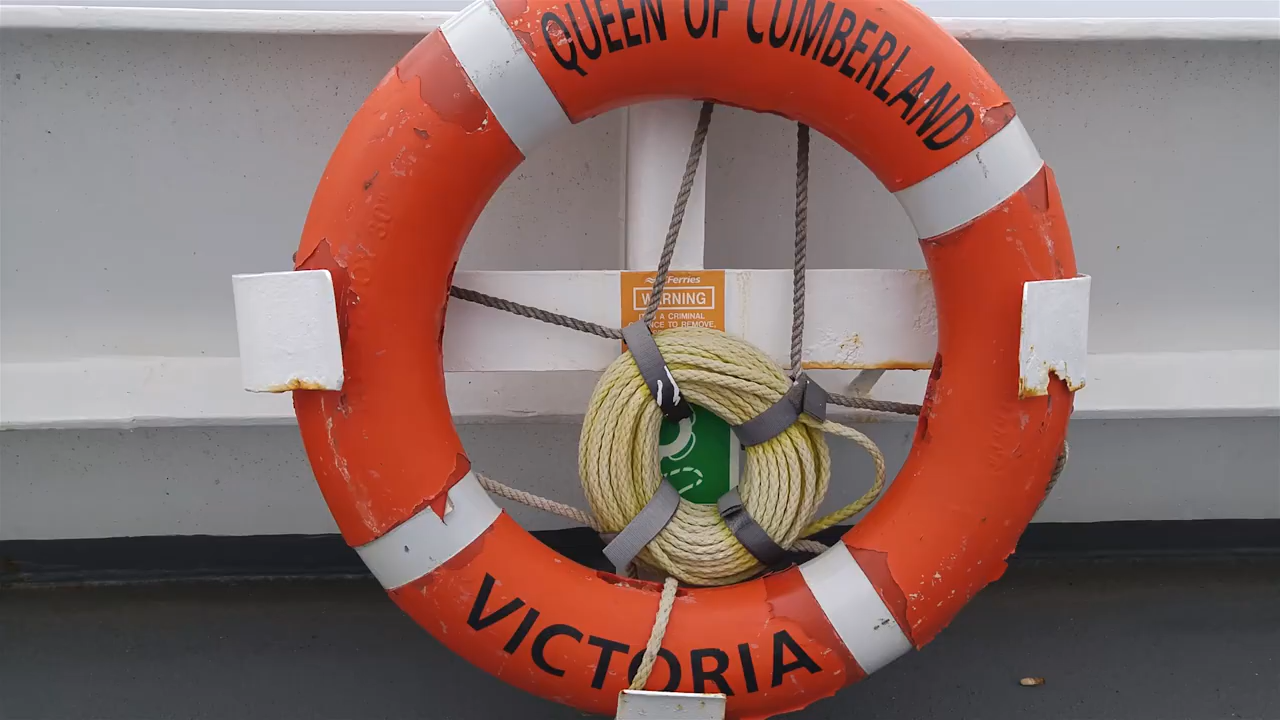 QUEEN OF CUMBERLAND
Ferries
WARNING
A CRIMINAL
TO REMOVE,
VICTORIA